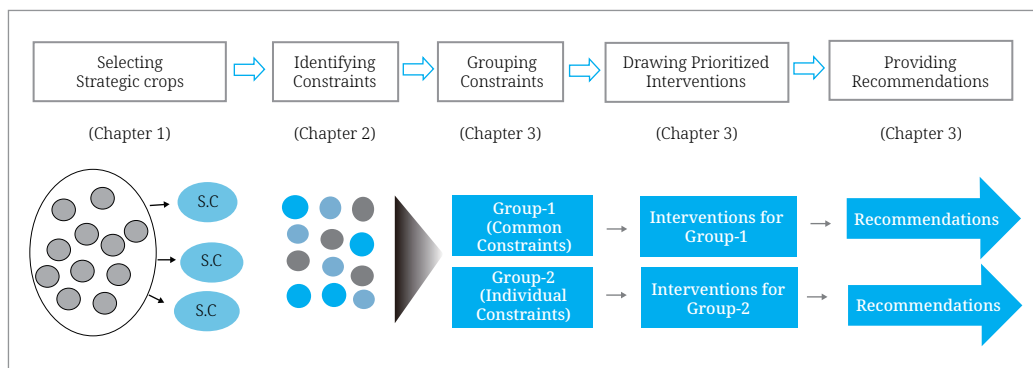 Selecting
Strategic crops
Identifying
Constraints
Grouping
Constraints
Drawing Prioritized
Interventions
Providing
Recommendations
(Chapter 1)
(Chapter 2)
(Chapter 3)
(Chapter 3)
(Chapter 3)
S.C
S.C
S.C
Group-1
(Common
Constraints)
Interventions for
Group-1
Recommendations
Group-2
(Individual
Constraints)
Interventions for
Group-2
Recommendations